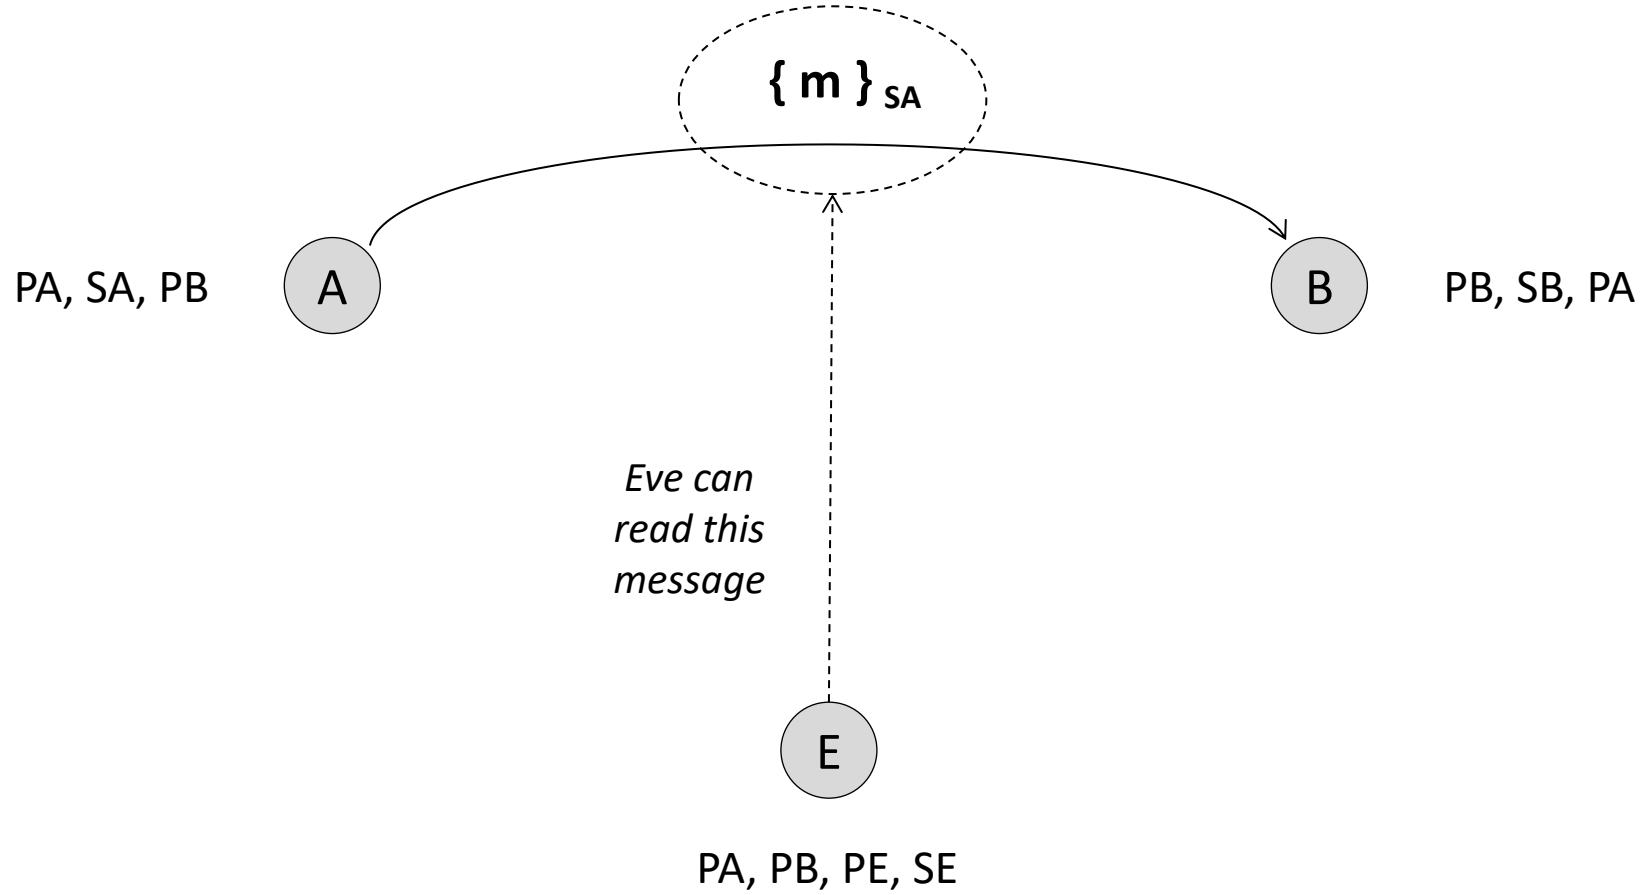 { m } SA
PA, SA, PB
A
B
PB, SB, PA
Eve can
read this
message
E
PA, PB, PE, SE